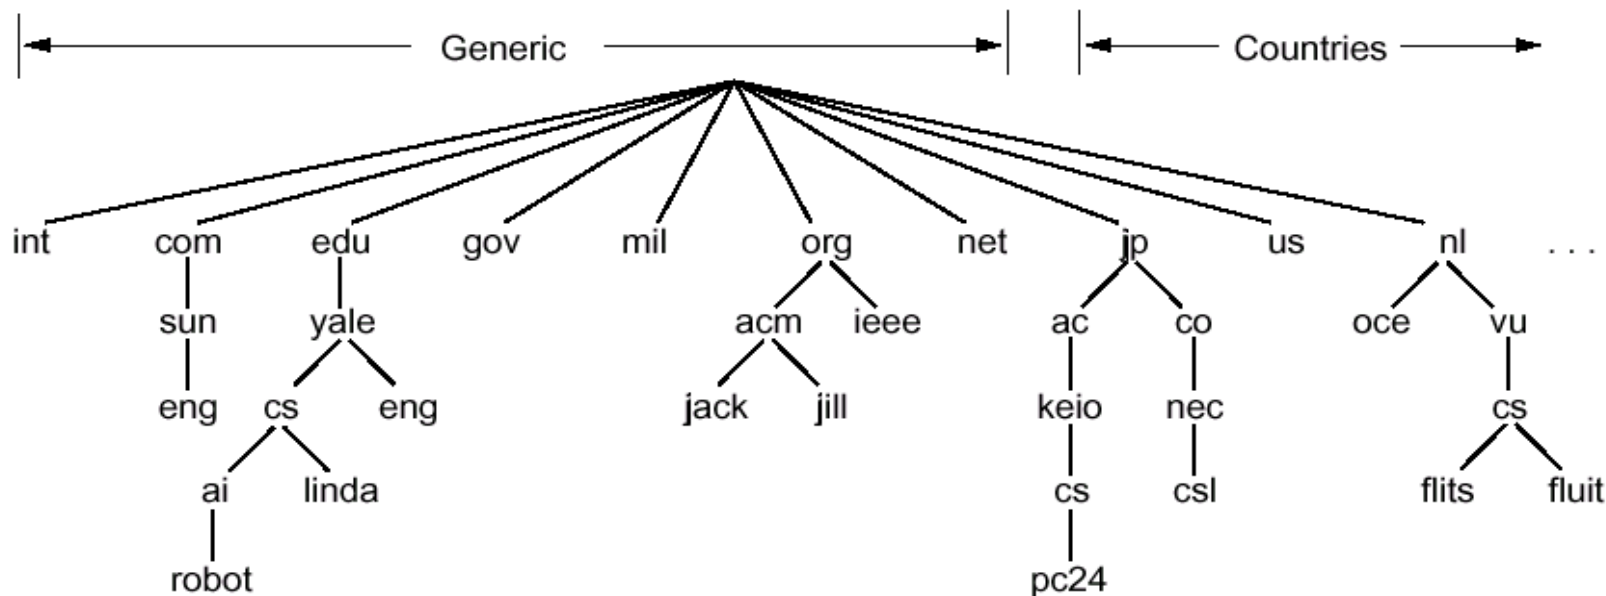 Generic Countries
int com edu gov mil org net jp us nl . . .
sun yale acm ieee ac co oce vu
eng cs eng jack jill keio nec cs
ai linda cs csl flits fluit
robot pc24